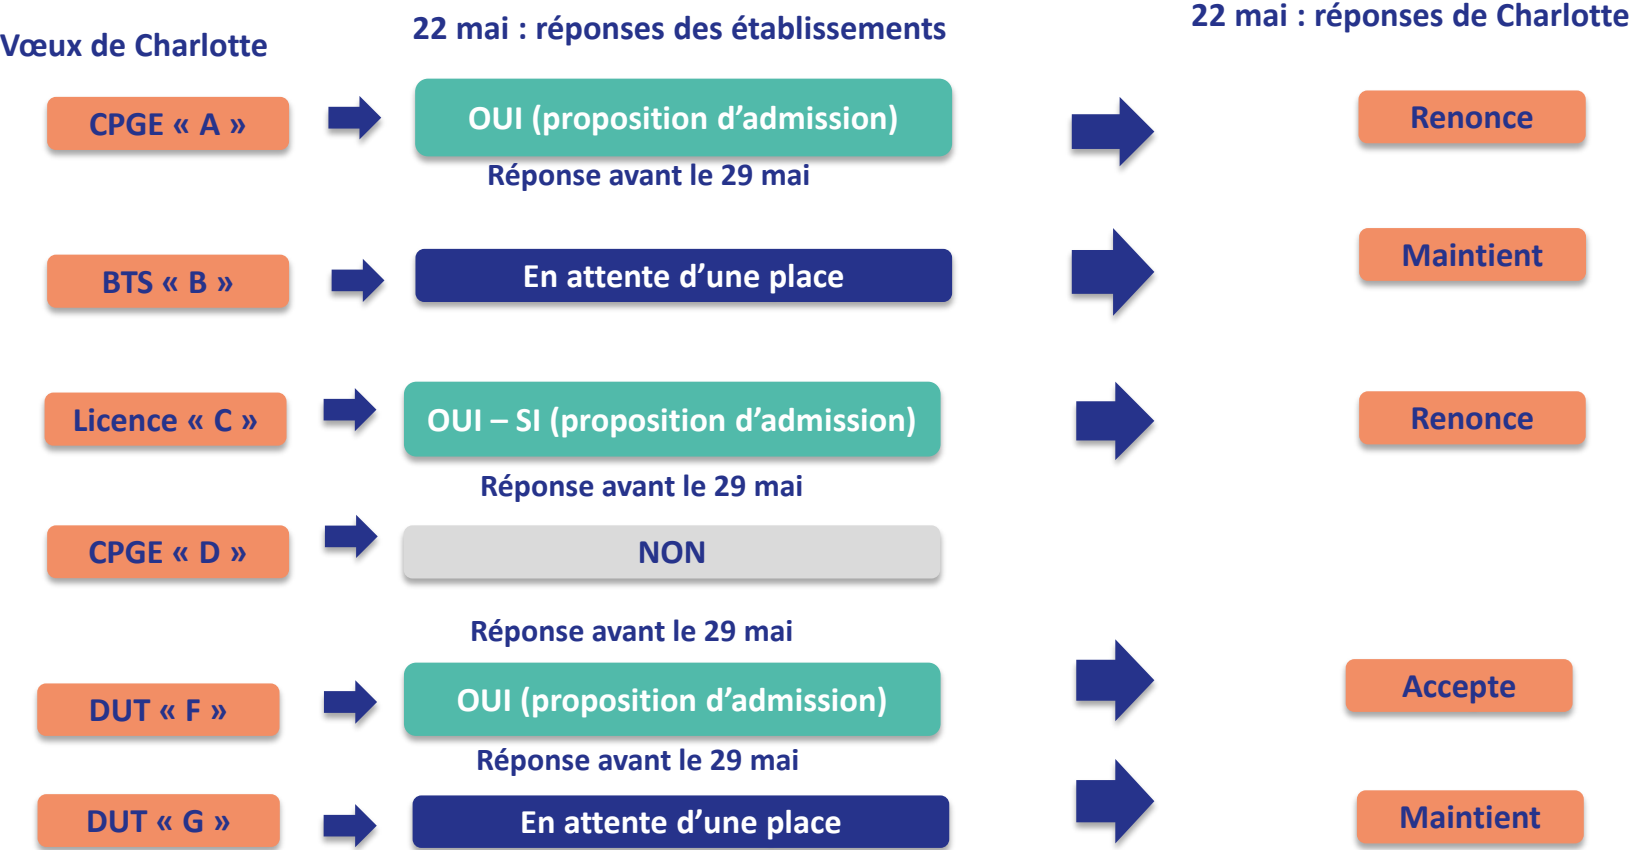 Vœux de Charlotte
22 mai : réponses des établissements
22 mai : réponses de Charlotte
CPGE « A »
OUI (proposition d’admission)
Renonce
Réponse avant le 29 mai
BTS « B »
En attente d’une place
Maintient
Licence « C »
OUI – SI (proposition d’admission)
Renonce
Réponse avant le 29 mai
CPGE « D »
NON
Réponse avant le 29 mai
DUT « F »
OUI (proposition d’admission)
Accepte
Réponse avant le 29 mai
DUT « G »
En attente d’une place
Maintient